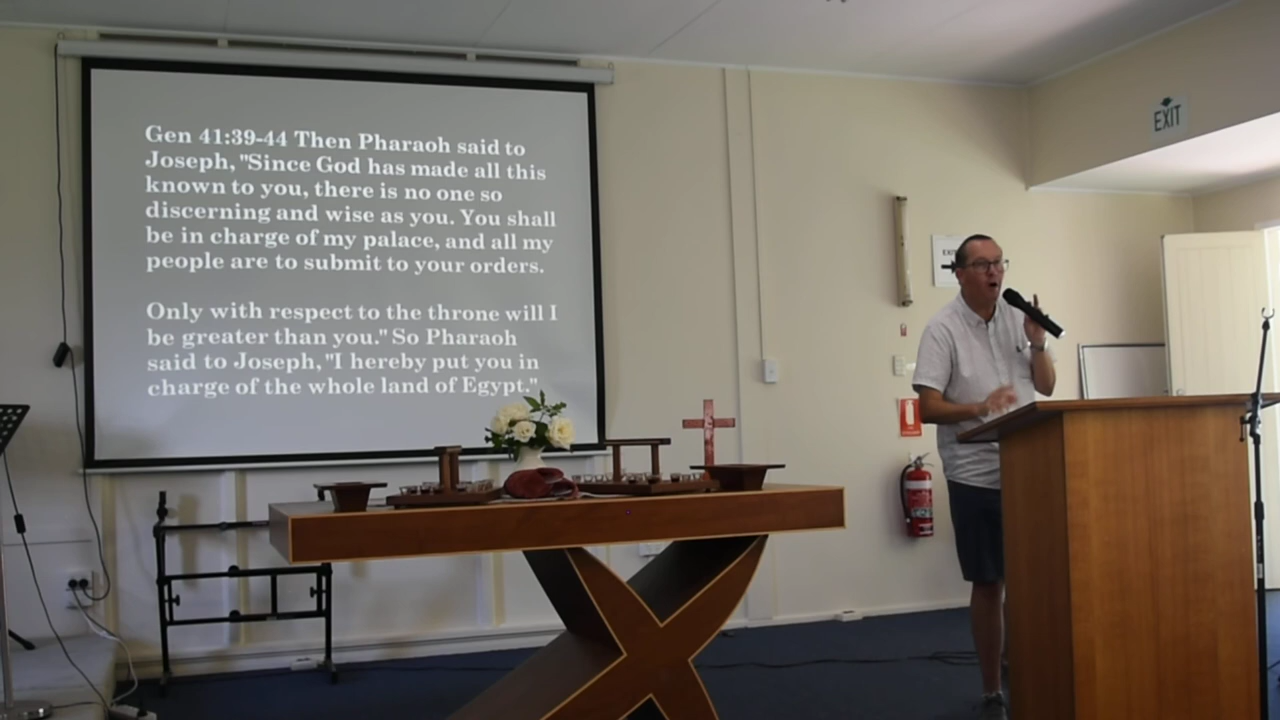 Gen 41:39-44 Then Pharaoh said to
Joseph, "Since God has made all this
known to you, there is no one so
discerning and wise as you. You shall
be in charge of my palace, and all my
people are to submit to your orders.
Only with respect to the throne will I
be greater than you." So Pharaoh
said to Joseph, "I hereby put you in
charge of the whole land of Egypt."
EXIT